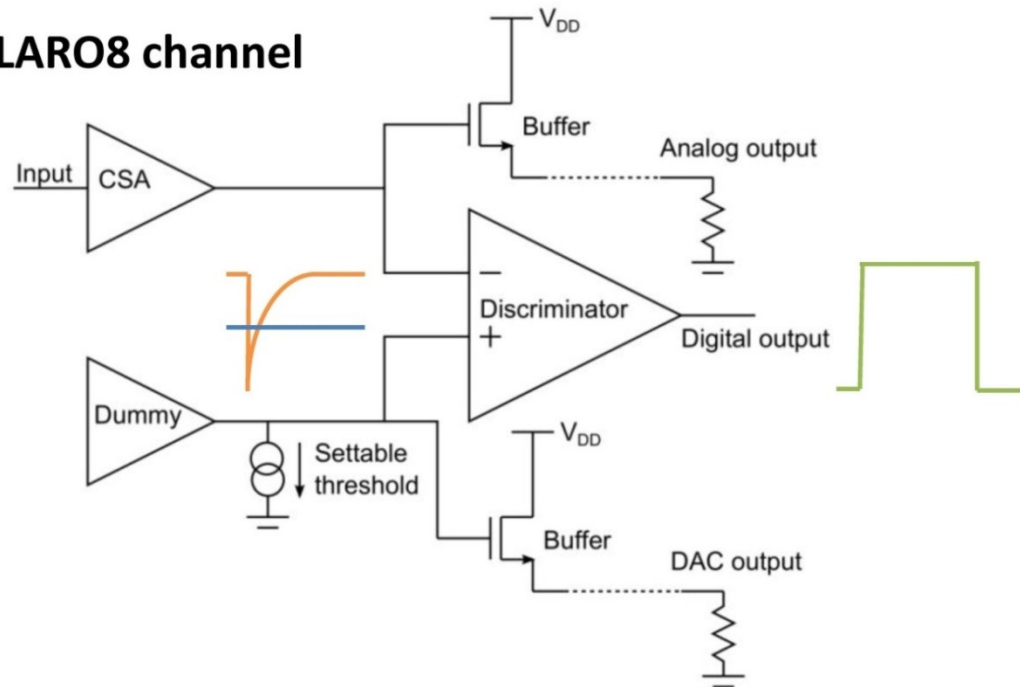 LARO8 channel
VDD
Buffer
Analog output
Input
CSA
−
Discriminator
+
Digital output
Dummy
Settable
threshold
VDD
Buffer
DAC output